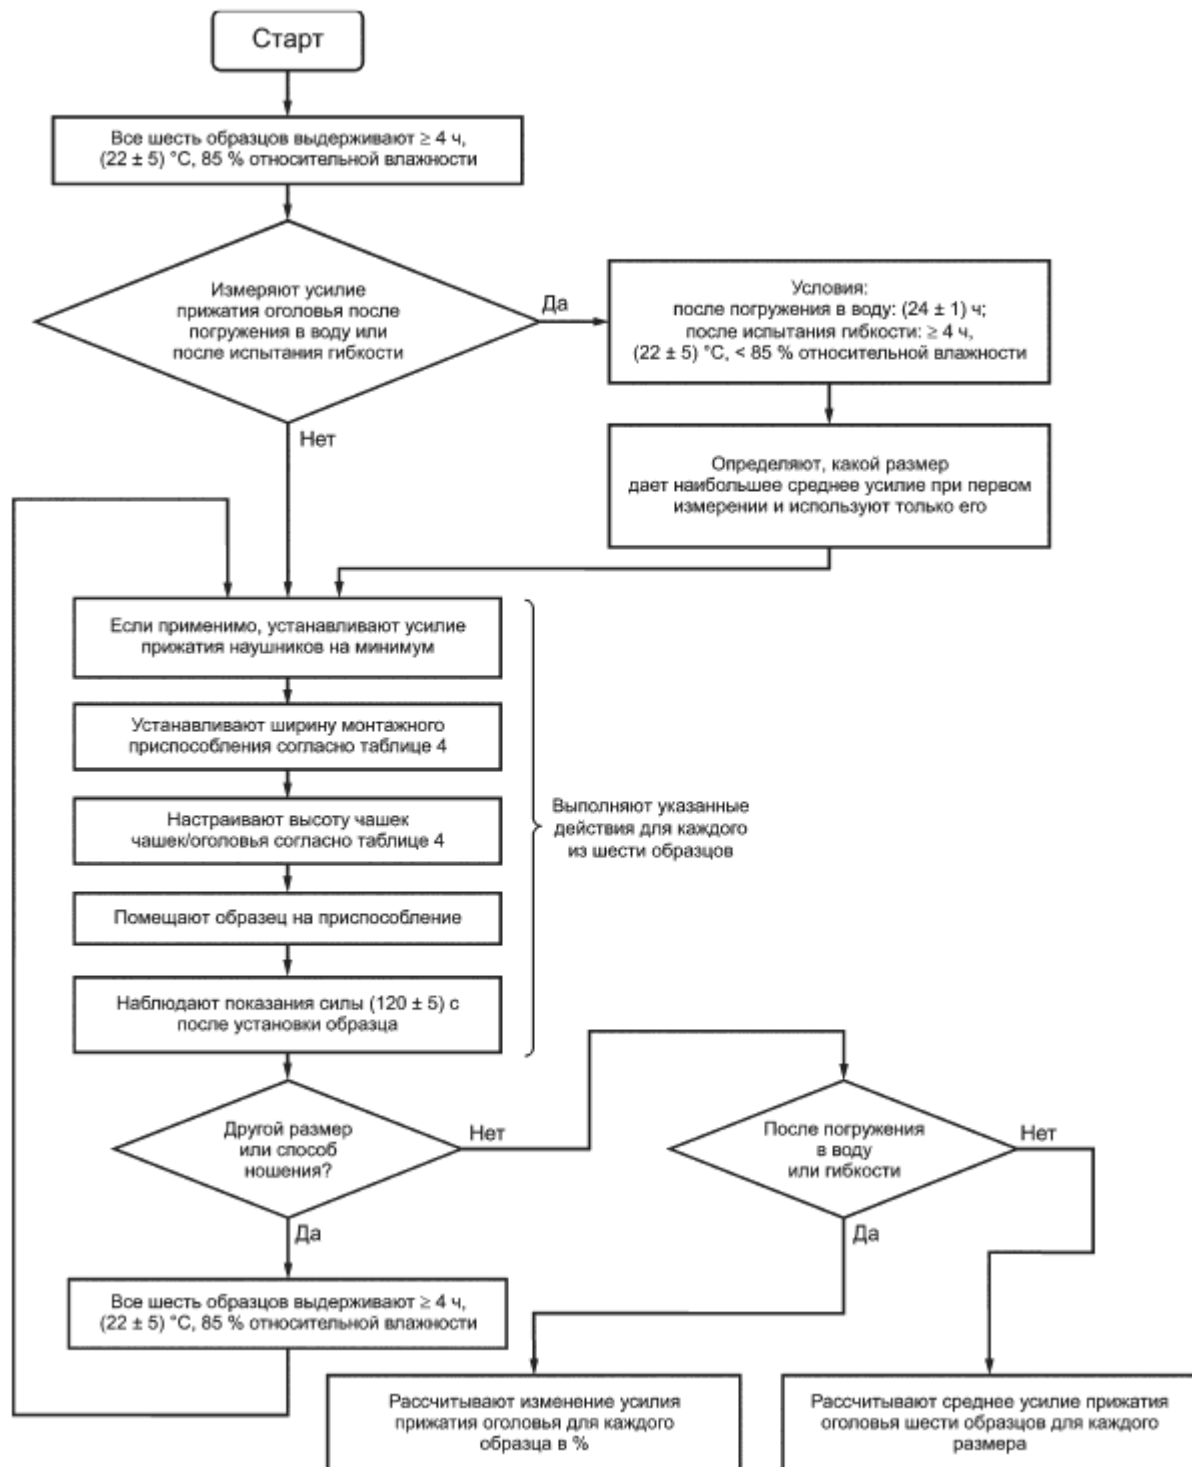 Старт
Все шесть образцов выдерживают ≥ 4 ч,
(22 ± 5) °С, 85 % относительной влажности
Измеряют усилие
прижатия оголовья после
погружения в воду или
после испытания гибкости
Да
Условия:
после погружения в воду: (24 ± 1) ч;
после испытания гибкости: ≥ 4 ч,
(22 ± 5) °С, < 85 % относительной влажности
Нет
Определяют, какой размер
дает наибольшее среднее усилие при первом
измерении и используют только его
Если применимо, устанавливают усилие
прижатия наушников на минимум
Устанавливают ширину монтажного
приспособления согласно таблице 4
Настраивают высоту чашек
чашек/оголовья согласно таблице 4
Помещают образец на приспособление
Наблюдают показания силы (120 ± 5) с
после установки образца
Выполняют указанные
действия для каждого
из шести образцов
Другой размер
или способ
ношения?
Нет
После погружения
в воду
или гибкости
Нет
Да
Да
Все шесть образцов выдерживают ≥ 4 ч,
(22 ± 5) °С, 85 % относительной влажности
Рассчитывают изменение усилия
прижатия оголовья для каждого
образца в %
Рассчитывают среднее усилие прижатия
оголовья шести образцов для каждого
размера